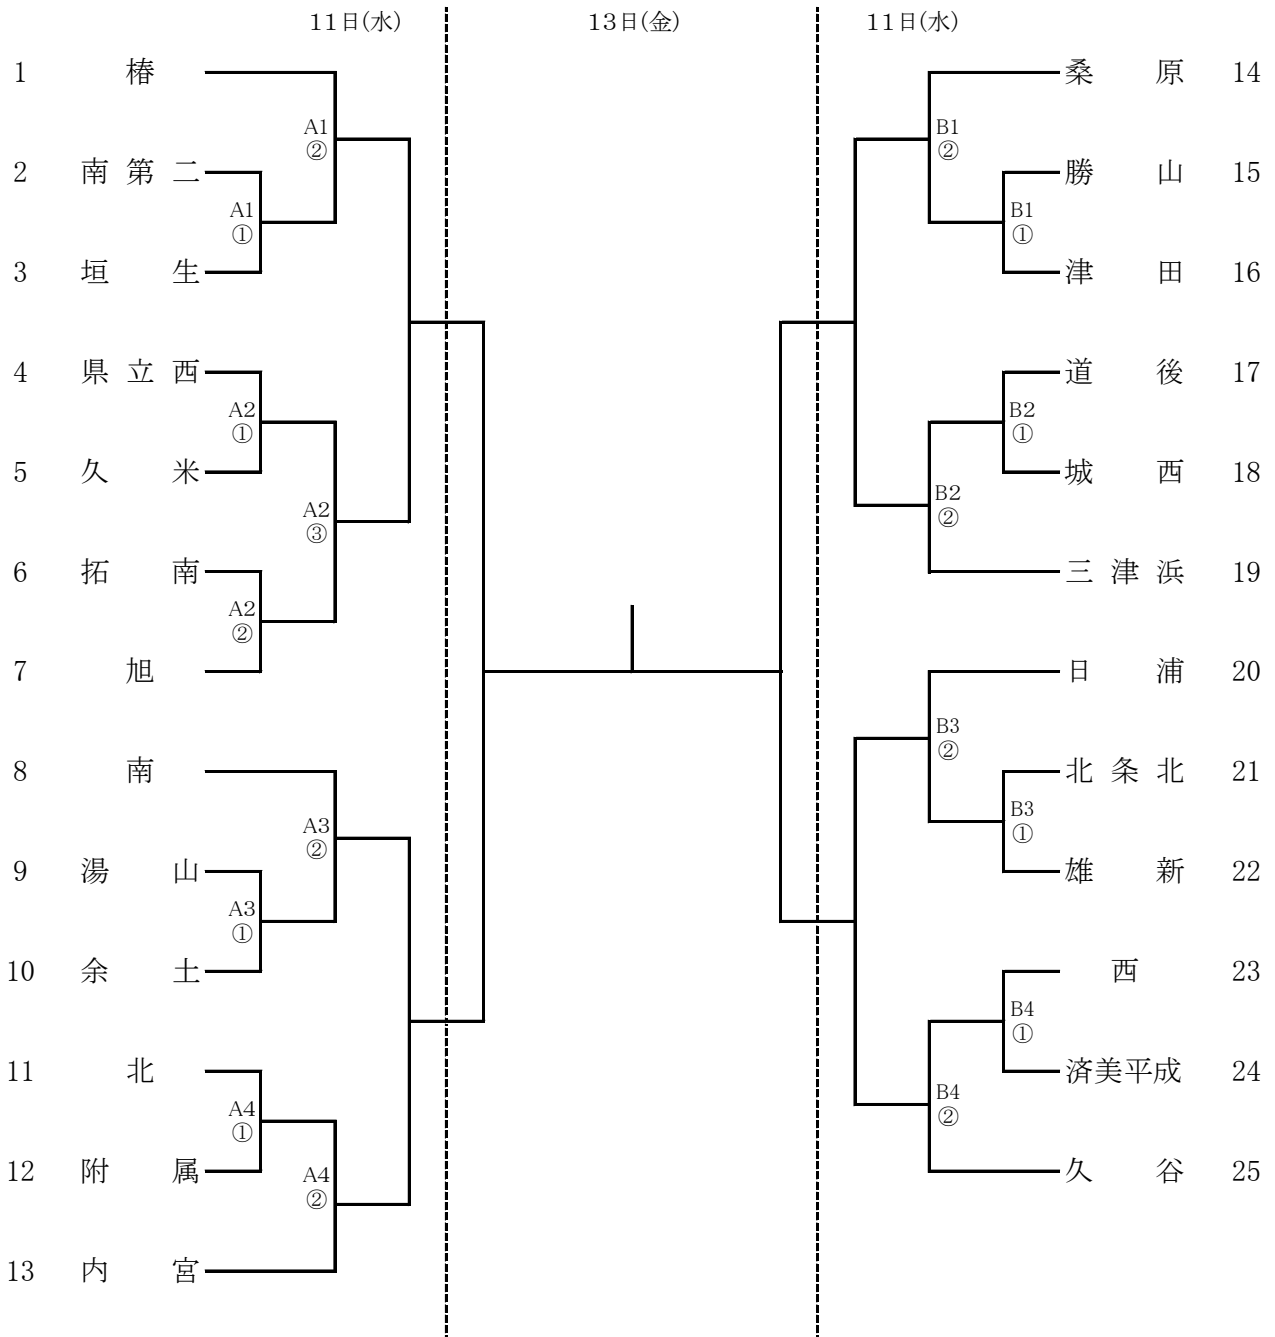 11日(水) 13日(金) 11日(水)
1 椿 桑原 14
A1 B1
② ②
2 南第二 勝山 15
A1 B1
① ①
3 垣生 津田 16
4 県立西 道後 17
A2 B2
① ①
5 久米 城西 18
A2 B2
③ ②
6 拓南 三津浜 19
A2
②
7 旭 日浦 20
B3
②
8 南 北条北 21
A3 B3
② ①
9 湯山 雄新 22
A3
①
10 余土 西 23
B4
①
11 北 済美平成 24
A4 B4
① ②
12 附属 久谷 25
A4
②
13 内宮